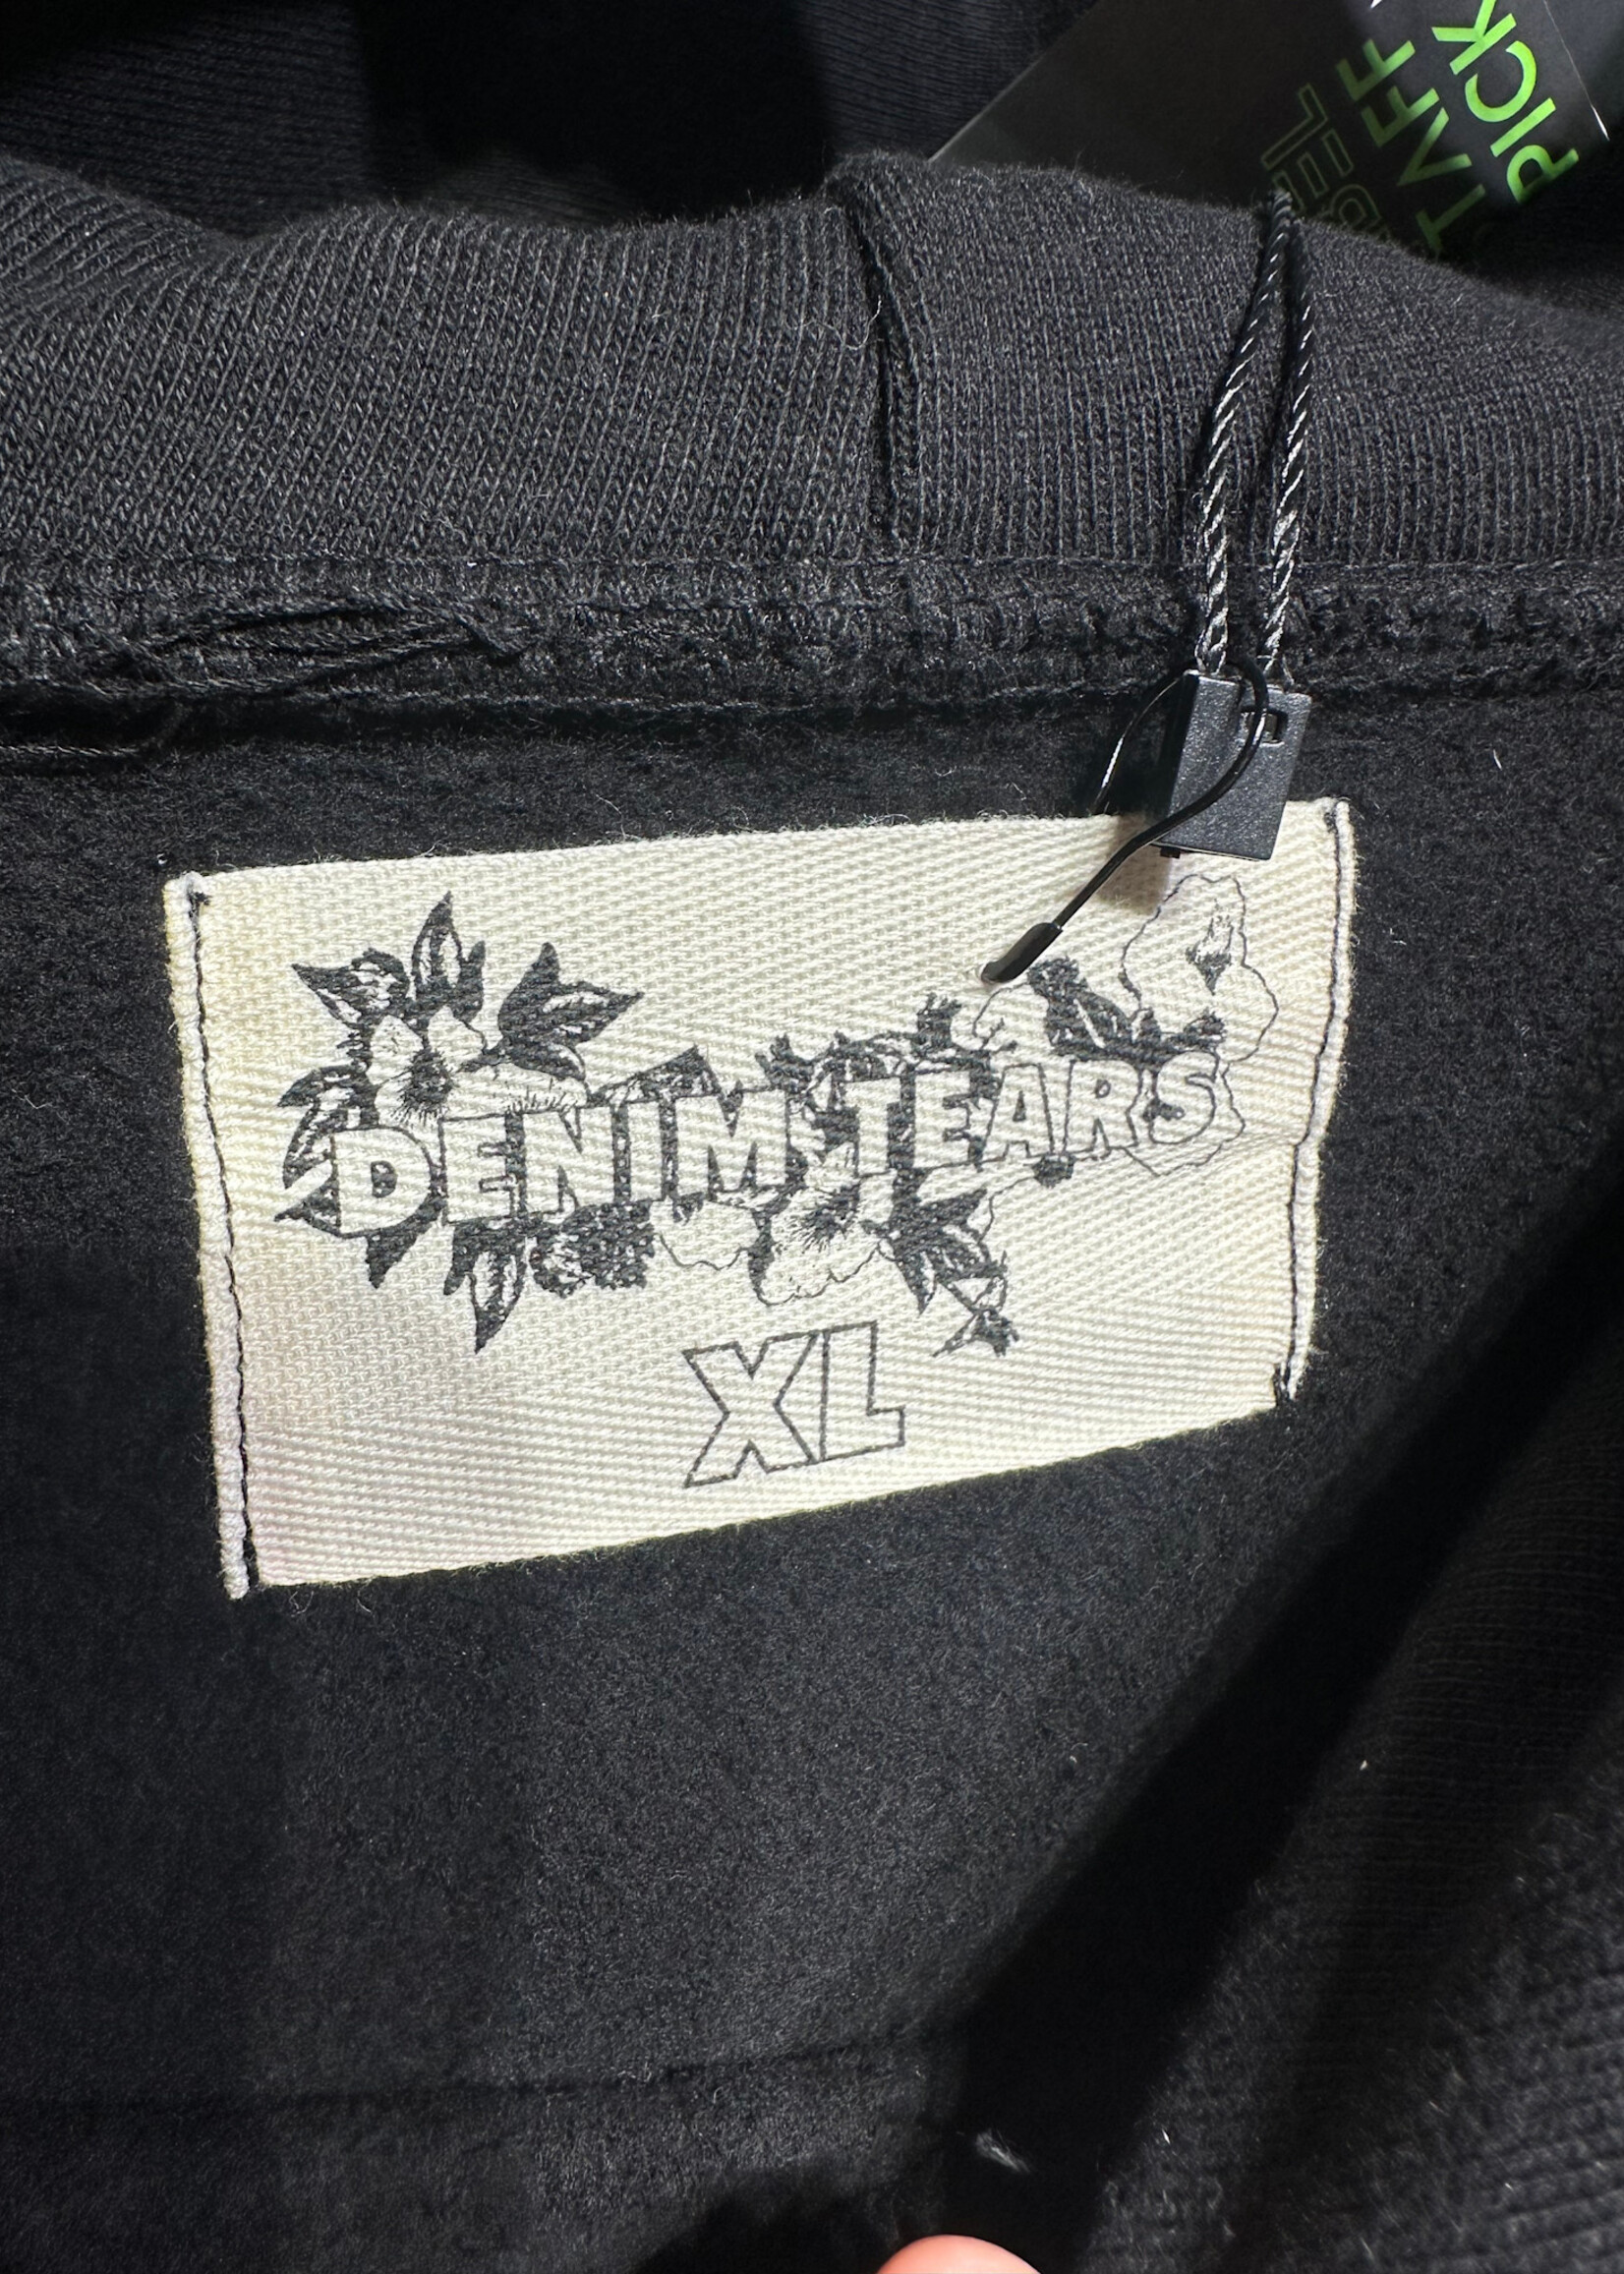 STAFF
PICK
DENIM TEARS
XL